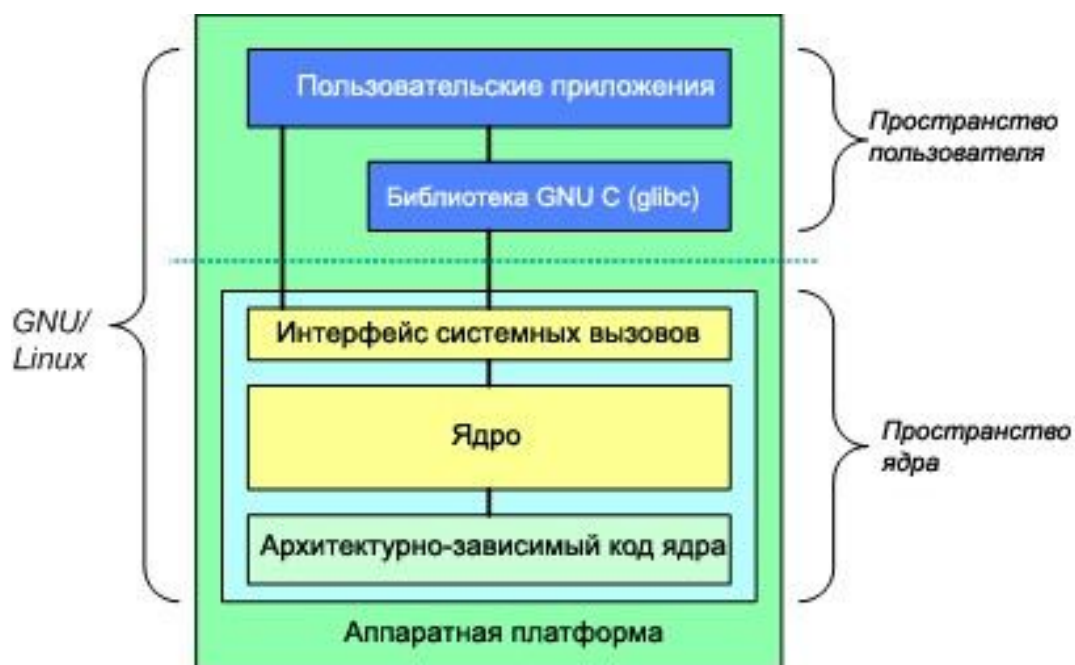 Пользовательские приложения
Пространство
пользователя
Библиотека GNU C (glibc)
GNU/
Linux
Интерфейс системных вызовов
Ядро
Пространство
ядра
Архитектурно-зависимый код ядра
Аппаратная платформа